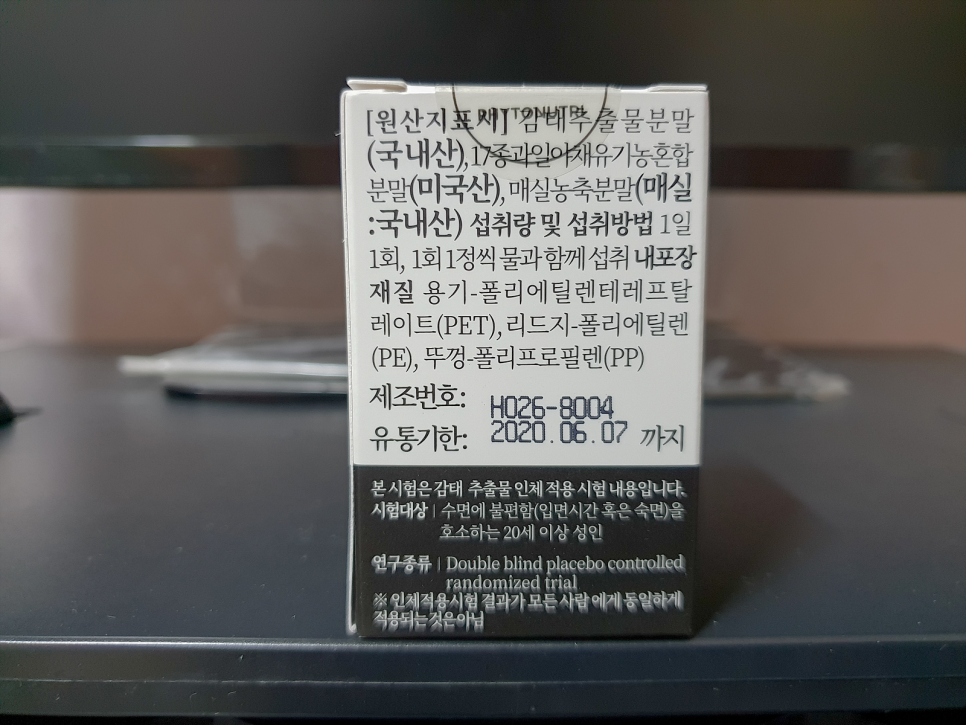 PHYTONUTRI
[원산지표재] 감태추출물분말
(국내산),17종과일야채유기농혼합
분말(미국산), 매실농축분말(매실
:국내산) 섭취량 및 섭취방법 1일
1회, 1회 1정씩 물과 함께 섭취 내포장
재질 용기-폴리에틸렌테레프탈
레이트(PET), 리드지-폴리에틸렌
(PE), 뚜껑-폴리프로필렌(PP)
제조번호: H026-8004
유통기한: 2020.06.07 까지
본 시험은 감태 추출물 인체 적용 시험 내용입니다.
시험대상 | 수면에 불편함(입면시간 혹은 숙면)을
호소하는 20세 이상 성인
연구종류 | Double blind placebo controlled
randomized trial
※ 인체적용시험 결과가 모든 사람에게 동일하게
적용되는것은아님